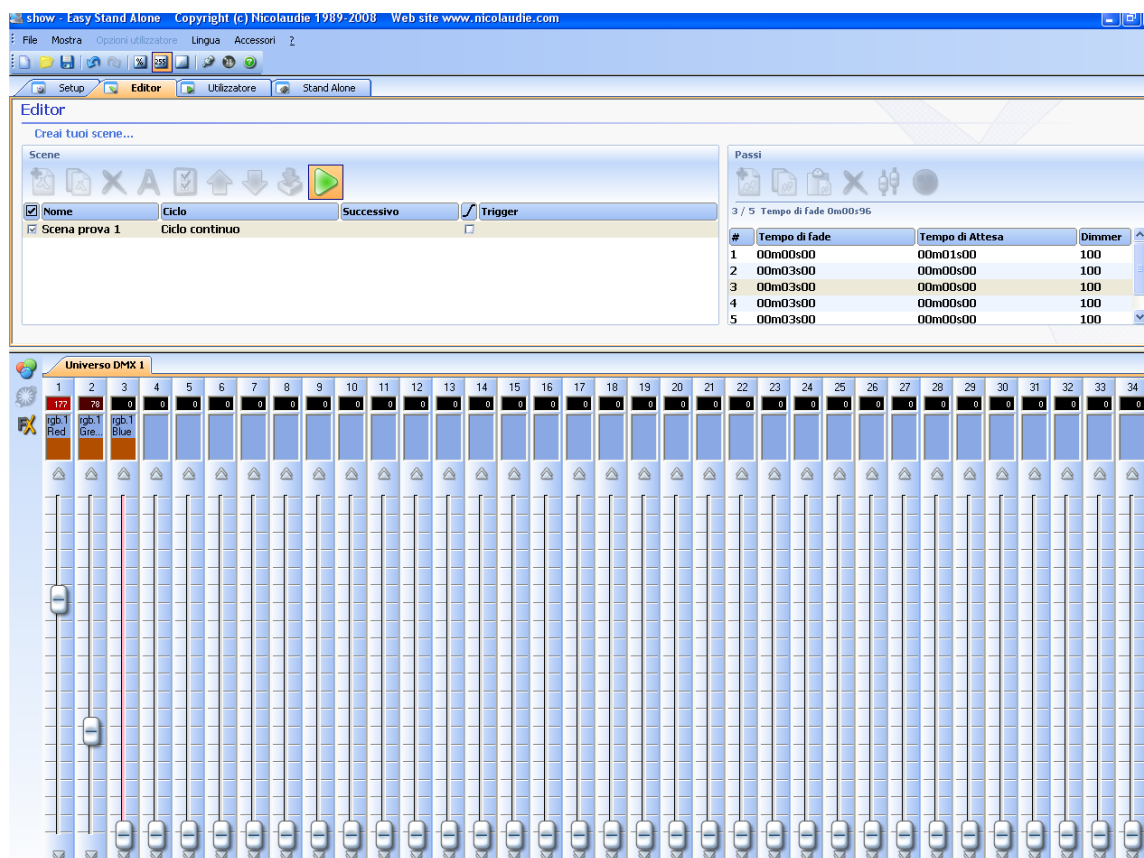 show - Easy Stand Alone Copyright (c) Nicolaudie 1989-2008 Web site www.nicolaudie.com
File Mostra Opzioni utilizzatore Lingua Accessori ?
% 255
Setup Editor Utilizzatore Stand Alone
Editor
Creai tuoi scene...
Scene
Nome Ciclo Successivo Trigger
Scena prova 1 Ciclo continuo
Passi
3 / 5 Tempo di fade 0m00s96
# Tempo di fade Tempo di Attesa Dimmer
1 00m00s00 00m01s00 100
2 00m03s00 00m00s00 100
3 00m03s00 00m00s00 100
4 00m03s00 00m00s00 100
5 00m03s00 00m00s00 100
Universo DMX 1
1 2 3 4 5 6 7 8 9 10 11 12 13 14 15 16 17 18 19 20 21 22 23 24 25 26 27 28 29 30 31 32 33 34
177 78 0 0 0 0 0 0 0 0 0 0 0 0 0 0 0 0 0 0 0 0 0 0 0 0 0 0 0 0 0 0 0 0
rgb.1 rgb.1 rgb.1
Red Gre... Blue
FX